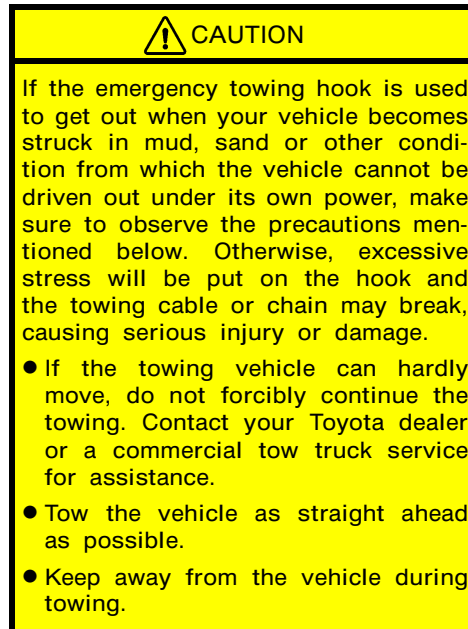 CAUTION
If the emergency towing hook is used
to get out when your vehicle becomes
struck in mud, sand or other condi-
tion from which the vehicle cannot be
driven out under its own power, make
sure to observe the precautions men-
tioned below. Otherwise, excessive
stress will be put on the hook and
the towing cable or chain may break,
causing serious injury or damage.
● If the towing vehicle can hardly
move, do not forcibly continue the
towing. Contact your Toyota dealer
or a commercial tow truck service
for assistance.
● Tow the vehicle as straight ahead
as possible.
● Keep away from the vehicle during
towing.